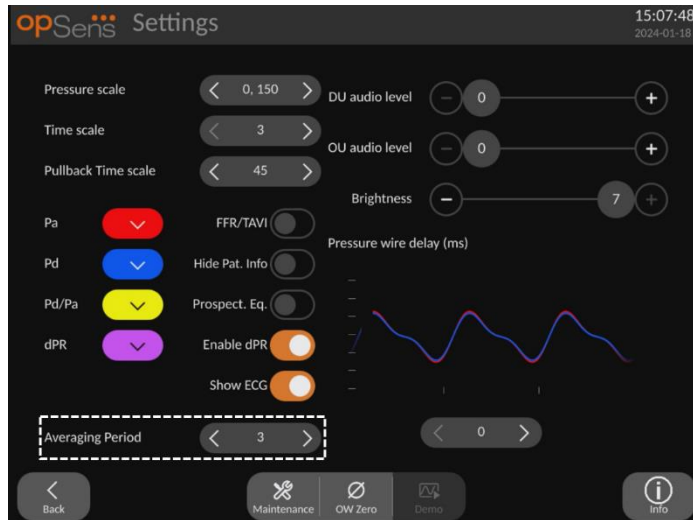 opSens Settings
15:07:48
2024-01-18
Pressure scale
0, 150
Time scale
3
Pullback Time scale
45
DU audio level
0
OU audio level
0
Brightness
7
Pa
FFR/TAVI
Pd
Hide Pat. Info
Pd/Pa
Prospect. Eq.
dPR
Enable dPR
Show ECG
Pressure wire delay (ms)
Averaging Period
3
0
Back
Maintenance
OW Zero
Demo
Info